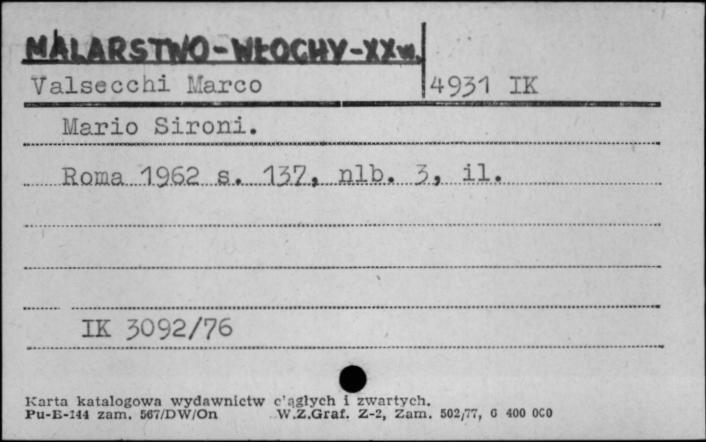 MALARSTWO-WŁOCHY-XXw.
Valsecchi Marco 4931 IK
Mario Sironi.
Roma 1962 s. 137, nlb. 3, il.
IK 3092/76
Karta katalogowa wydawnictw c'ągłych i zwartych.
Pu-B-144 zam. 567/DW/On W.Z.Graf. Z-2, Zam. 502/77, 6 400 000